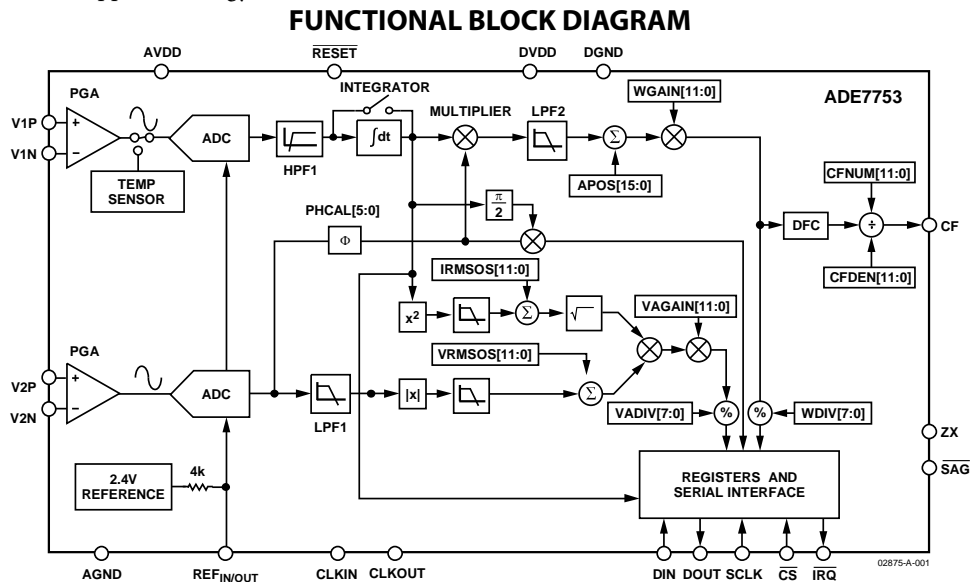 FUNCTIONAL BLOCK DIAGRAM
AVDD
RESET
DVDD
DGND
PGA
INTEGRATOR
MULTIPLIER
LPF2
WGAIN[11:0]
ADE7753
V1P
+
V1N
−
ADC
HPF1
∫dt
Σ
TEMP
SENSOR
APOS[15:0]
CFNUM[11:0]
PHCAL[5:0]
Φ
π
2
DFC
÷
CF
IRMSOS[11:0]
CFDEN[11:0]
x²
Σ
√
VAGAIN[11:0]
PGA
VRMSOS[11:0]
V2P
+
V2N
−
ADC
LPF1
|x|
Σ
VADIV[7:0]
%
%
WDIV[7:0]
ZX
SAG
2.4V
REFERENCE
4k
REGISTERS AND
SERIAL INTERFACE
AGND
REFIN/OUT
CLKIN
CLKOUT
DIN
DOUT
SCLK
CS
IRQ
02875-A-001